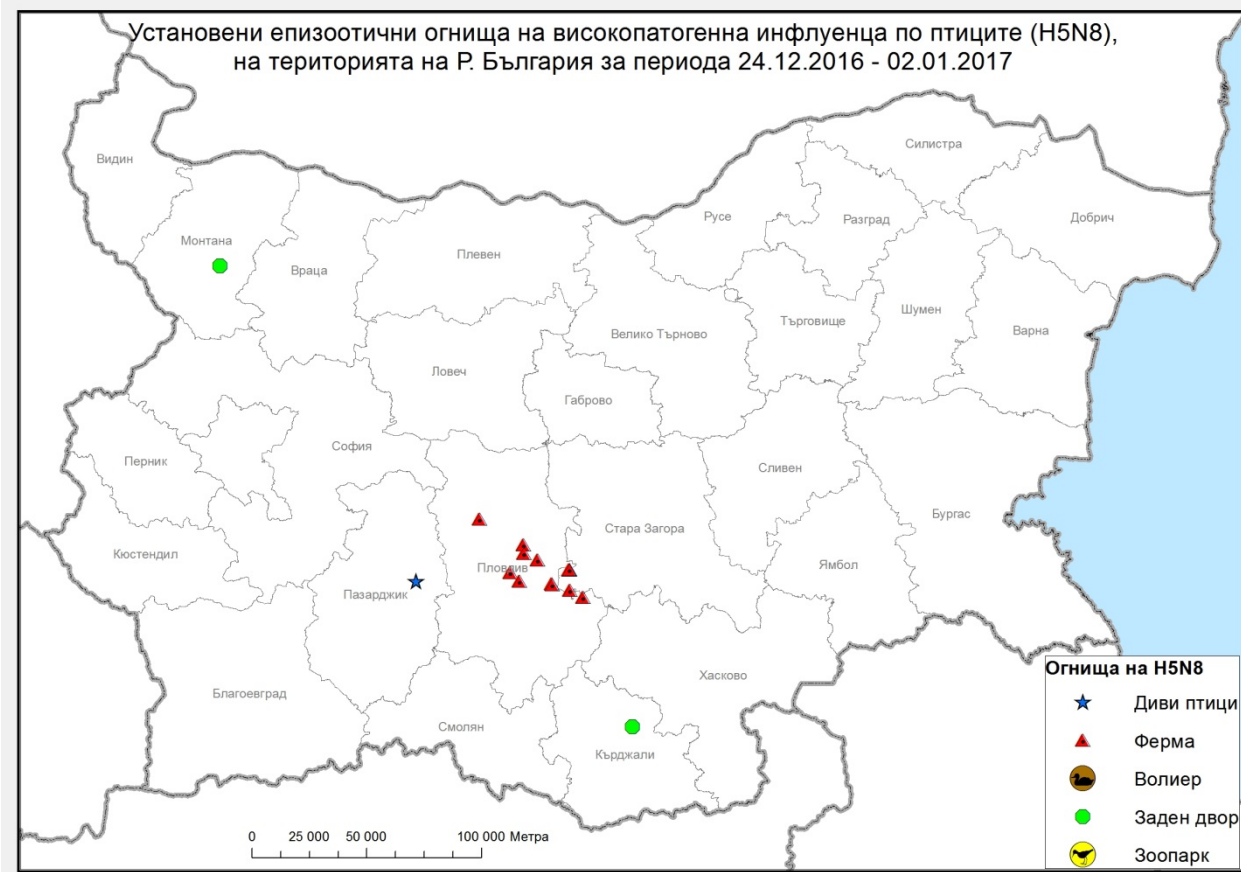 Установени епизоотични огнища на високопатогенна инфлуенца по птиците (H5N8),
на територията на Р. България за периода 24.12.2016 - 02.01.2017
Видин
Силистра
Русе
Разград
Добрич
Монтана
Враца
Плевен
Велико Търново
Търговище
Шумен
Варна
Ловеч
Габрово
София
Перник
Сливен
Стара Загора
Бургас
Кюстендил
Пловдив
Ямбол
Пазарджик
Хасково
Благоевград
Смолян
Кърджали
Огнища на H5N8
Диви птици
Ферма
Волиер
Заден двор
Зоопарк
0 25 000 50 000 100 000 Метра